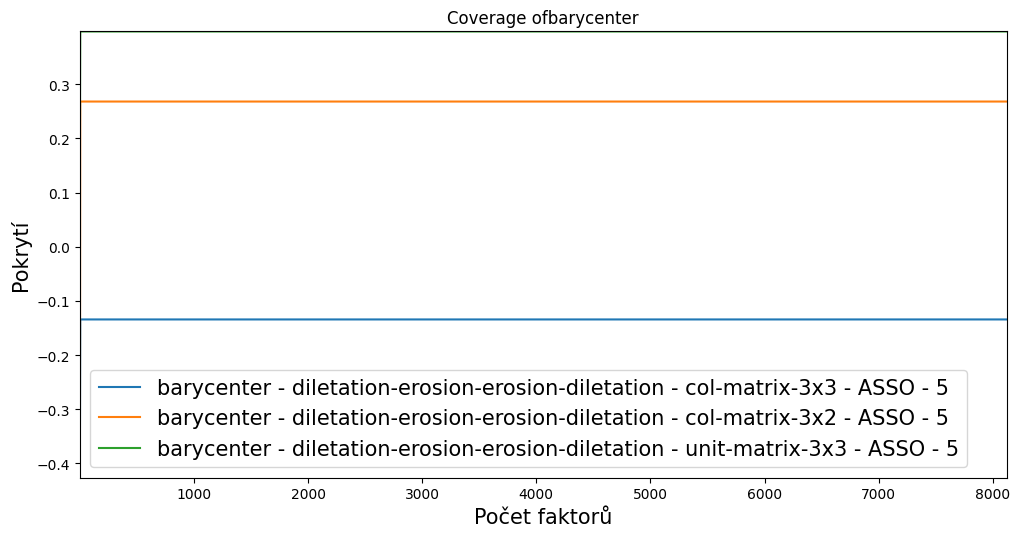 Coverage ofbarycenter
Pokrytí
0.3
0.2
0.1
0.0
−0.1
−0.2
−0.3
−0.4
barycenter - diletation-erosion-erosion-diletation - col-matrix-3x3 - ASSO - 5
barycenter - diletation-erosion-erosion-diletation - col-matrix-3x2 - ASSO - 5
barycenter - diletation-erosion-erosion-diletation - unit-matrix-3x3 - ASSO - 5
1000 2000 3000 4000 5000 6000 7000 8000
Počet faktorů